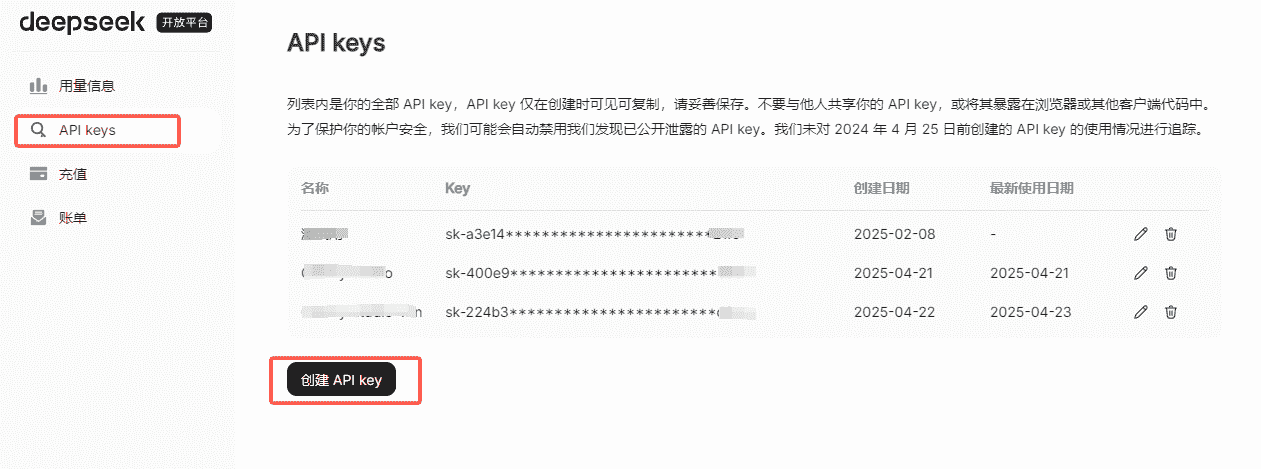 deepseek 开放平台
用量信息
API keys
充值
账单
API keys
列表内是你的全部 API key，API key 仅在创建时可见可复制，请妥善保存。不要与他人共享你的 API key，或将其暴露在浏览器或其他客户端代码中。
为了保护你的帐户安全，我们可能会自动禁用我们发现已公开泄露的 API key。我们未对 2024 年 4 月 25 日前创建的 API key 的使用情况进行追踪。
名称 Key 创建日期 最新使用日期
sk-a3e14************************ 2025-02-08 -
sk-400e9************************ 2025-04-21 2025-04-21
sk-224b3************************ 2025-04-22 2025-04-23
创建 API key